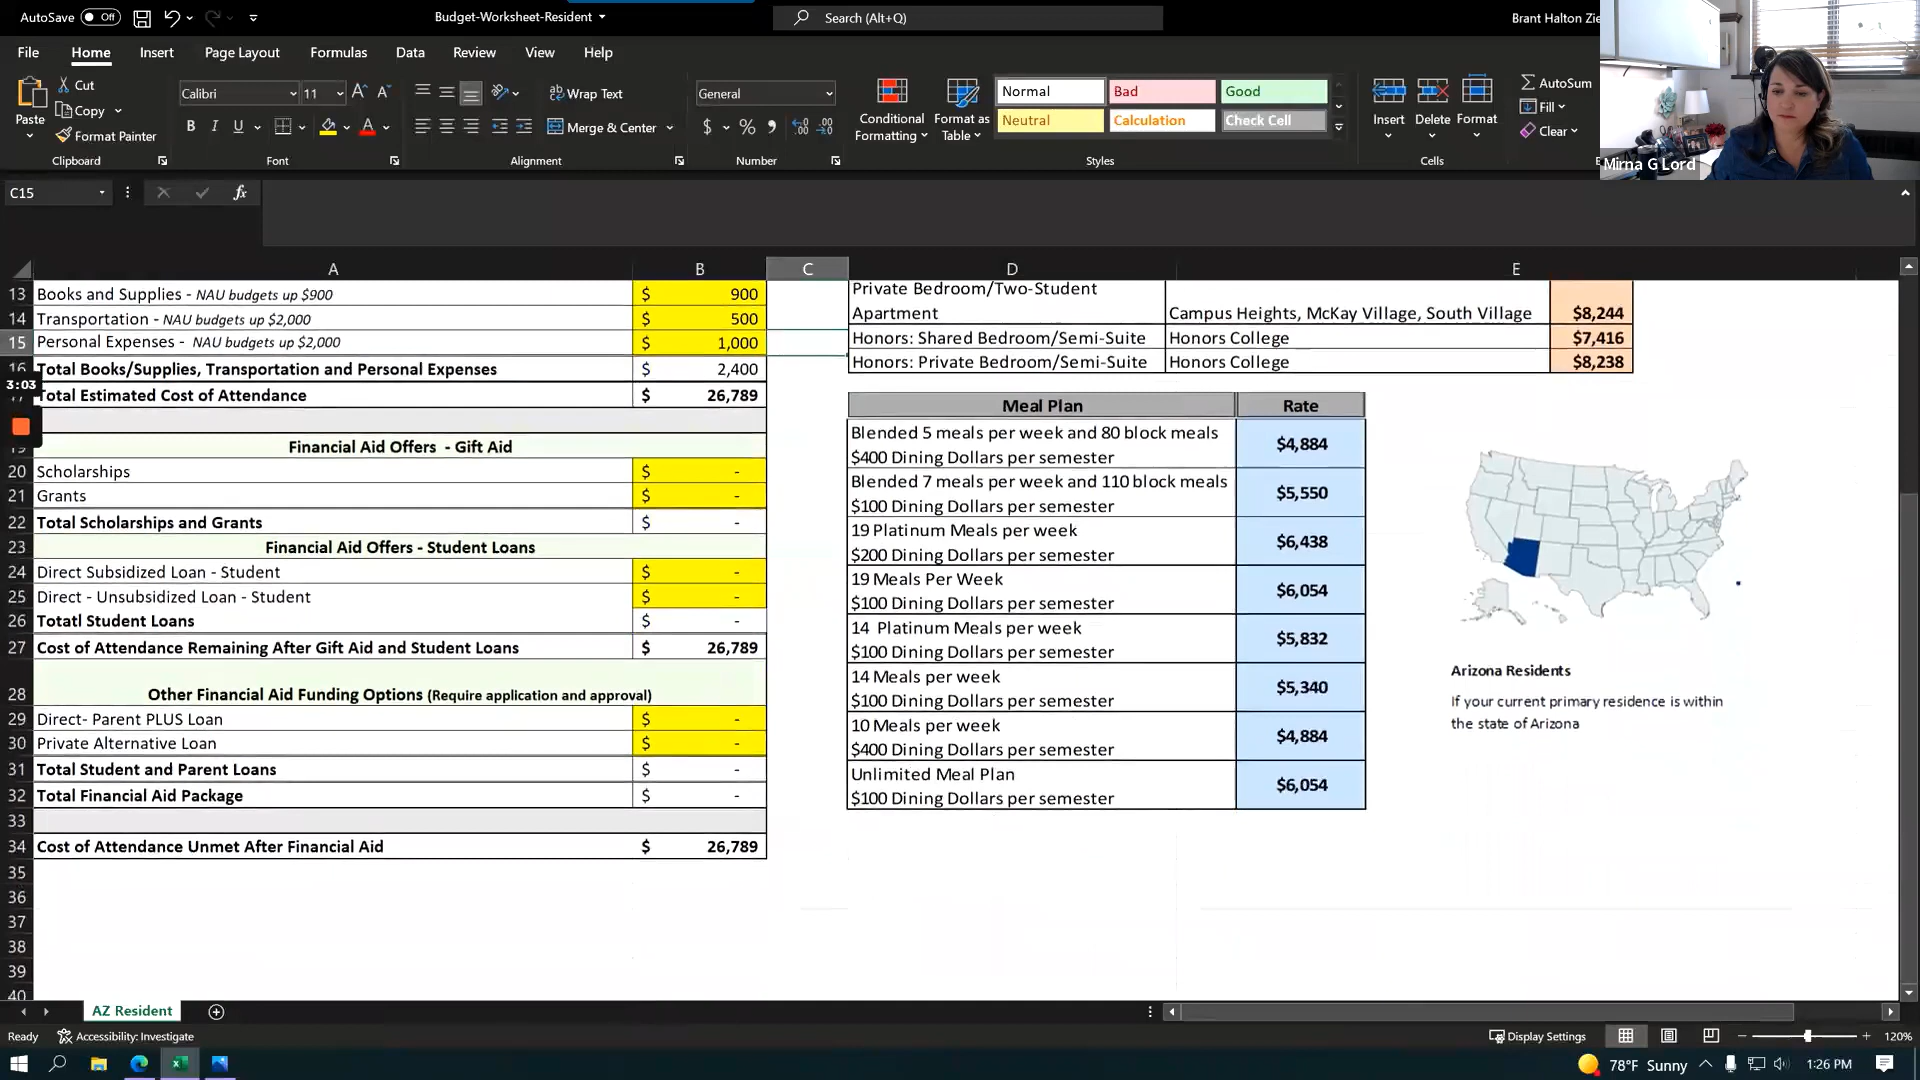 AutoSave Off
Budget-Worksheet-Resident
Search (Alt+Q)
Brant Halton Zie
File Home Insert Page Layout Formulas Data Review View Help
Paste
Cut
Copy
Format Painter
Clipboard
Calibri 11
B I U
Font
Wrap Text
Merge & Center
Alignment
General
$ % 9
Number
Conditional
Formatting
Format as
Table
Normal Bad Good
Neutral Calculation Check Cell
Styles
Insert Delete Format
Cells
AutoSum
Fill
Clear
Mirna G Lord
C15
fx
A B C D E
13 Books and Supplies - NAU budgets up $900 $ 900
14 Transportation - NAU budgets up $2,000 $ 500
15 Personal Expenses - NAU budgets up $2,000 $ 1,000
16 Total Books/Supplies, Transportation and Personal Expenses $ 2,400
3:03
Total Estimated Cost of Attendance $ 26,789
Financial Aid Offers - Gift Aid
20 Scholarships $ -
21 Grants $ -
22 Total Scholarships and Grants $ -
23 Financial Aid Offers - Student Loans
24 Direct Subsidized Loan - Student $ -
25 Direct - Unsubsidized Loan - Student $ -
26 Totatl Student Loans $ -
27 Cost of Attendance Remaining After Gift Aid and Student Loans $ 26,789
28 Other Financial Aid Funding Options (Require application and approval)
29 Direct- Parent PLUS Loan $ -
30 Private Alternative Loan $ -
31 Total Student and Parent Loans $ -
32 Total Financial Aid Package $ -
33
34 Cost of Attendance Unmet After Financial Aid $ 26,789
35
36
37
38
39
40
Private Bedroom/Two-Student
Apartment Campus Heights, McKay Village, South Village $8,244
Honors: Shared Bedroom/Semi-Suite Honors College $7,416
Honors: Private Bedroom/Semi-Suite Honors College $8,238
Meal Plan Rate
Blended 5 meals per week and 80 block meals
$400 Dining Dollars per semester $4,884
Blended 7 meals per week and 110 block meals
$100 Dining Dollars per semester $5,550
19 Platinum Meals per week
$200 Dining Dollars per semester $6,438
19 Meals Per Week
$100 Dining Dollars per semester $6,054
14 Platinum Meals per week
$100 Dining Dollars per semester $5,832
14 Meals per week
$100 Dining Dollars per semester $5,340
10 Meals per week
$400 Dining Dollars per semester $4,884
Unlimited Meal Plan
$100 Dining Dollars per semester $6,054
Arizona Residents
If your current primary residence is within
the state of Arizona
AZ Resident
Ready
Accessibility: Investigate
Display Settings
120%
78°F Sunny
1:26 PM